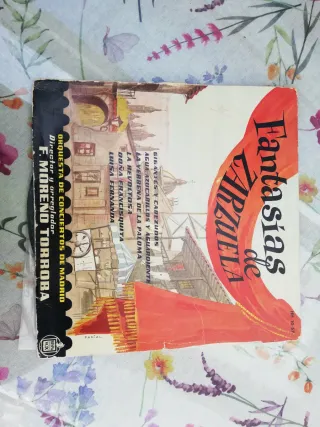 Fantasías
de
ZARZUELA
GIGANTES Y CABEZUDOS
AGUA, AZUCARILLOS Y AGUARDIENTE
LA VERBENA DE LA PALOMA
LA REVOLTOSA
DOÑA FRANCISQUITA
LUISA FERNANDA
ORQUESTA DE CONCIERTOS DE MADRID
Director y arreglador
F. MORENO TORROBA